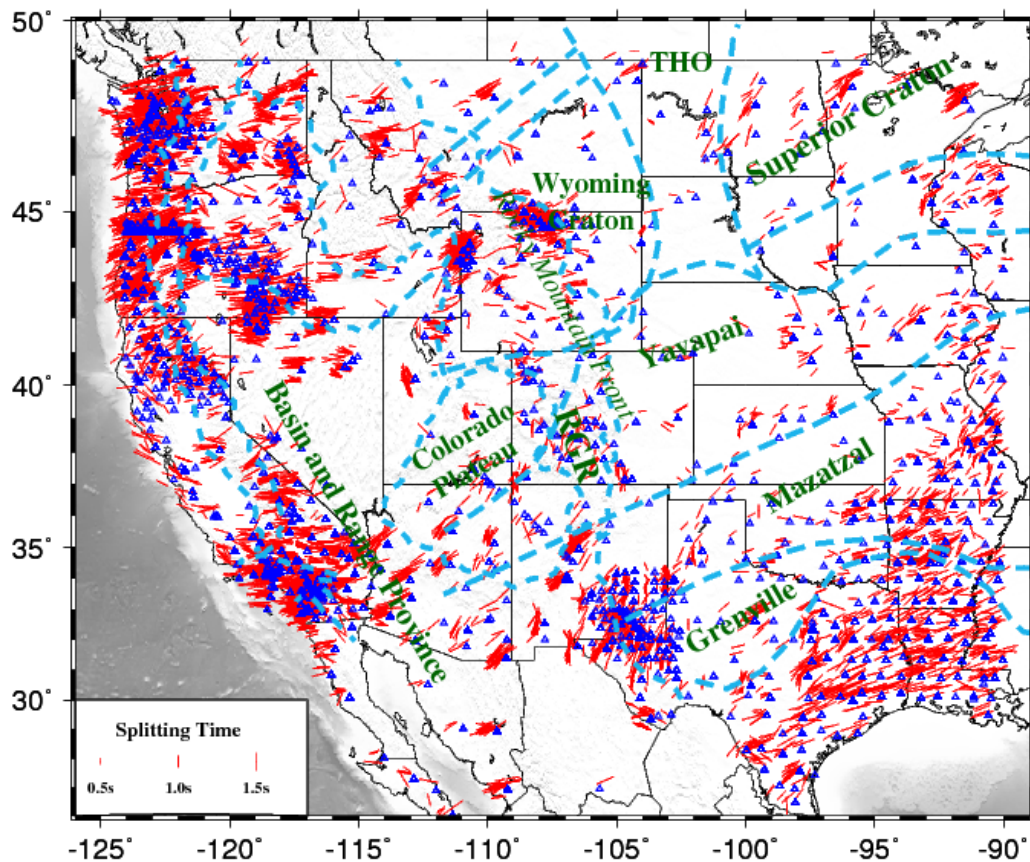 50°
45°
40°
35°
30°
THO
Superior Craton
Wyoming
Craton
Mountain Front
Yavapai
Colorado
Plateau
RGR
Basin and Range Province
Mazatzal
Grenville
Splitting Time
0.5s 1.0s 1.5s
-125° -120° -115° -110° -105° -100° -95° -90°